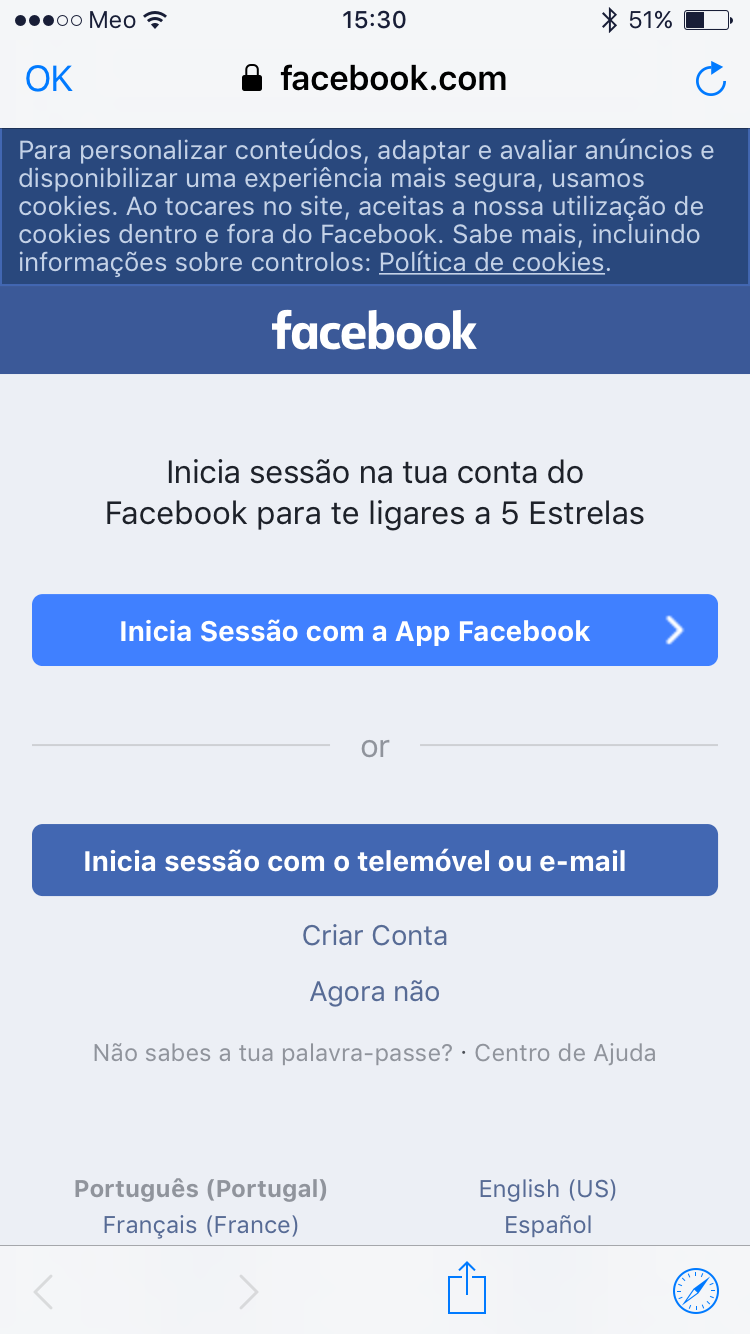 Meo 15:30 51%
OK facebook.com
Para personalizar conteúdos, adaptar e avaliar anúncios e
disponibilizar uma experiência mais segura, usamos
cookies. Ao tocares no site, aceitas a nossa utilização de
cookies dentro e fora do Facebook. Sabe mais, incluindo
informações sobre controlos: Política de cookies.
facebook
Inicia sessão na tua conta do
Facebook para te ligares a 5 Estrelas
Inicia Sessão com a App Facebook
or
Inicia sessão com o telemóvel ou e-mail
Criar Conta
Agora não
Não sabes a tua palavra-passe? · Centro de Ajuda
Português (Portugal) English (US)
Français (France) Español